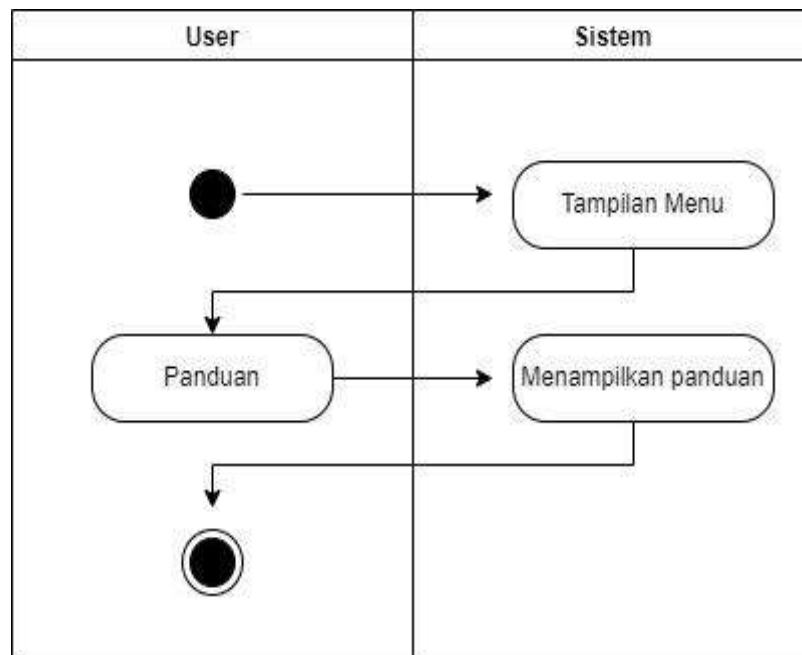 User
Sistem
Tampilan Menu
Panduan
Menampilkan panduan